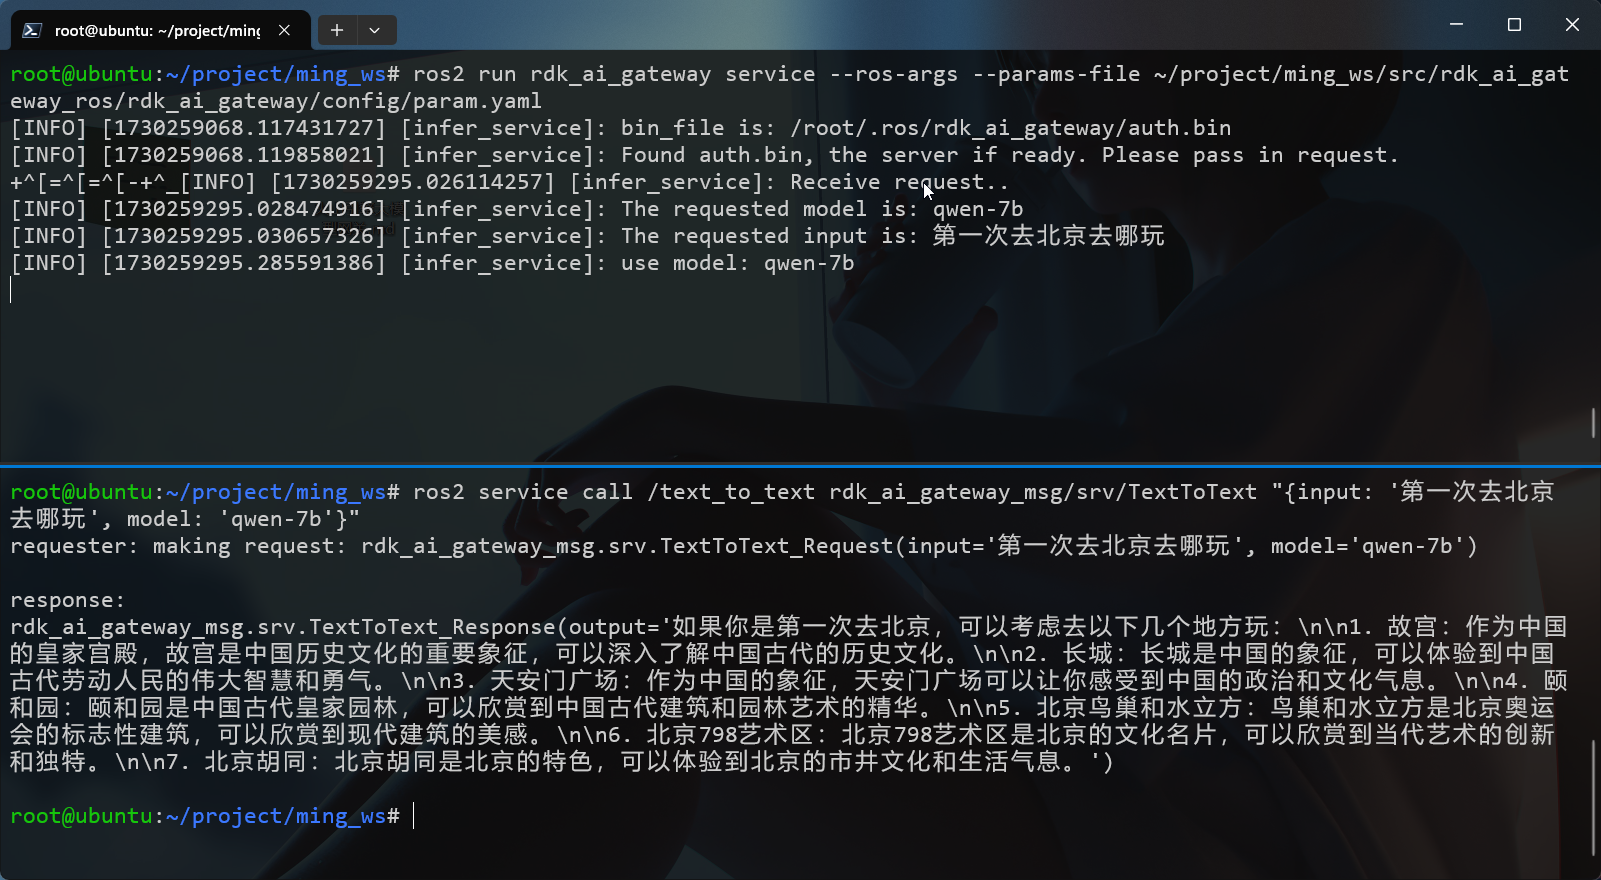 root@ubuntu: ~/project/ming
root@ubuntu:~/project/ming_ws# ros2 run rdk_ai_gateway service --ros-args --params-file ~/project/ming_ws/src/rdk_ai_gat
eway_ros/rdk_ai_gateway/config/param.yaml
[INFO] [1730259068.117431727] [infer_service]: bin_file is: /root/.ros/rdk_ai_gateway/auth.bin
[INFO] [1730259068.119858021] [infer_service]: Found auth.bin, the server if ready. Please pass in request.
+^[=^[=^[-+^_[INFO] [1730259295.026114257] [infer_service]: Receive request..
[INFO] [1730259295.028474916] [infer_service]: The requested model is: qwen-7b
[INFO] [1730259295.030657326] [infer_service]: The requested input is: 第一次去北京去哪玩
[INFO] [1730259295.285591386] [infer_service]: use model: qwen-7b
root@ubuntu:~/project/ming_ws# ros2 service call /text_to_text rdk_ai_gateway_msg/srv/TextToText "{input: '第一次去北京
去哪玩', model: 'qwen-7b'}"
requester: making request: rdk_ai_gateway_msg.srv.TextToText_Request(input='第一次去北京去哪玩', model='qwen-7b')
response:
rdk_ai_gateway_msg.srv.TextToText_Response(output='如果你是第一次去北京，可以考虑去以下几个地方玩：\n\n1. 故宫：作为中国
的皇家宫殿，故宫是中国历史文化的重要象征，可以深入了解中国古代的历史文化。\n\n2. 长城：长城是中国的象征，可以体验到中国
古代劳动人民的伟大智慧和勇气。\n\n3. 天安门广场：作为中国的象征，天安门广场可以让你感受到中国的政治和文化气息。\n\n4. 颐
和园：颐和园是中国古代皇家园林，可以欣赏到中国古代建筑和园林艺术的精华。\n\n5. 北京鸟巢和水立方：鸟巢和水立方是北京奥运
会的标志性建筑，可以欣赏到现代建筑的美感。\n\n6. 北京798艺术区：北京798艺术区是北京的文化名片，可以欣赏到当代艺术的创新
和独特。\n\n7. 北京胡同：北京胡同是北京的特色，可以体验到北京的市井文化和生活气息。')
root@ubuntu:~/project/ming_ws#